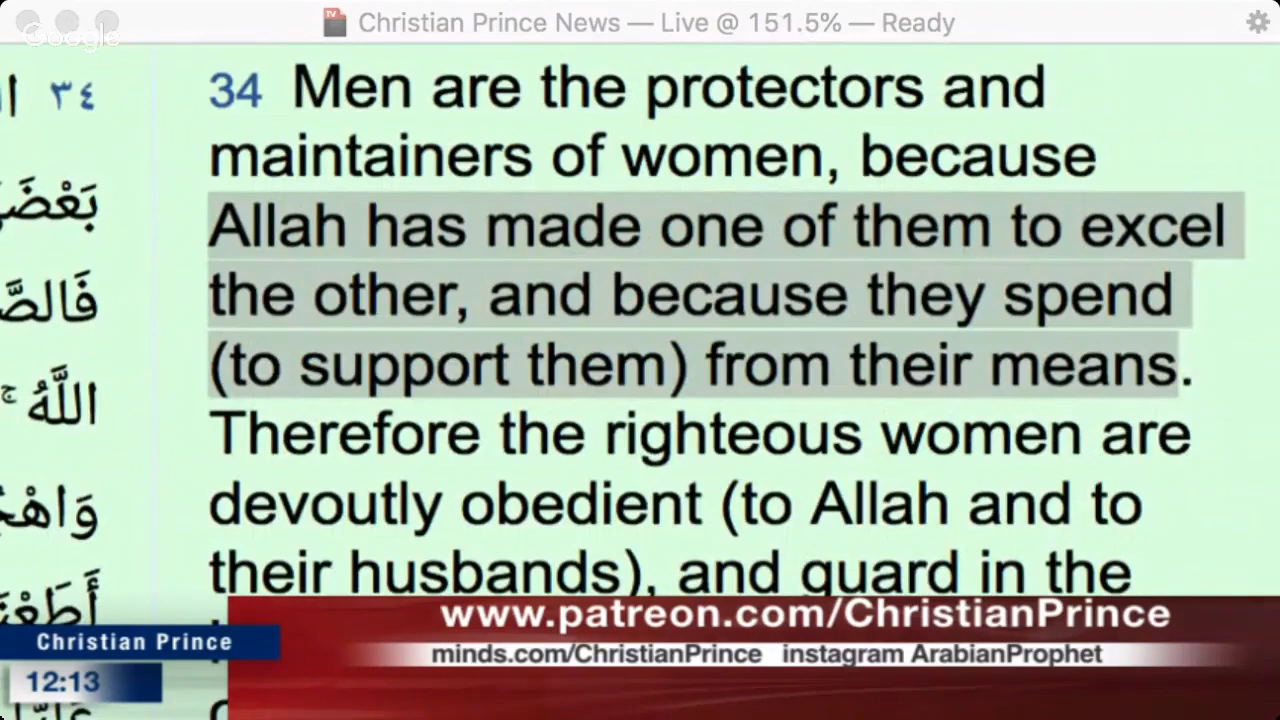 Christian Prince News — Live @ 151.5% — Ready
Google
34 Men are the protectors and
maintainers of women, because
Allah has made one of them to excel
the other, and because they spend
(to support them) from their means.
Therefore the righteous women are
devoutly obedient (to Allah and to
their husbands), and guard in the
٣٤
اللَّهُ ۚ
www.patreon.com/ChristianPrince
minds.com/ChristianPrince instagram ArabianProphet
Christian Prince
12:13